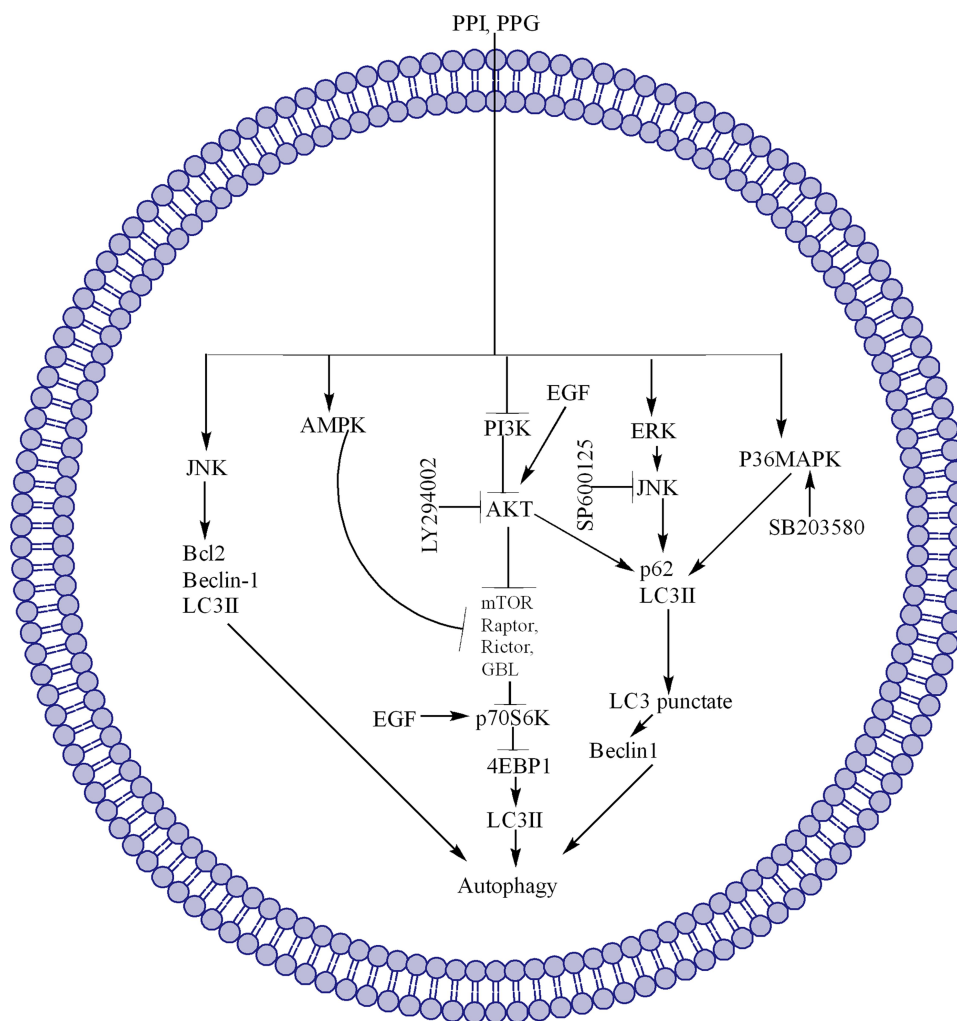 PPI, PPG
EGF
AMPK
PI3K
ERK
JNK
P36MAPK
LY294002
SP600125
JNK
AKT
SB203580
Bcl2
Beclin-1
LC3II
p62
LC3II
mTOR
Raptor,
Rictor,
GBL
LC3 punctate
EGF
p70S6K
Beclin1
4EBP1
LC3II
Autophagy